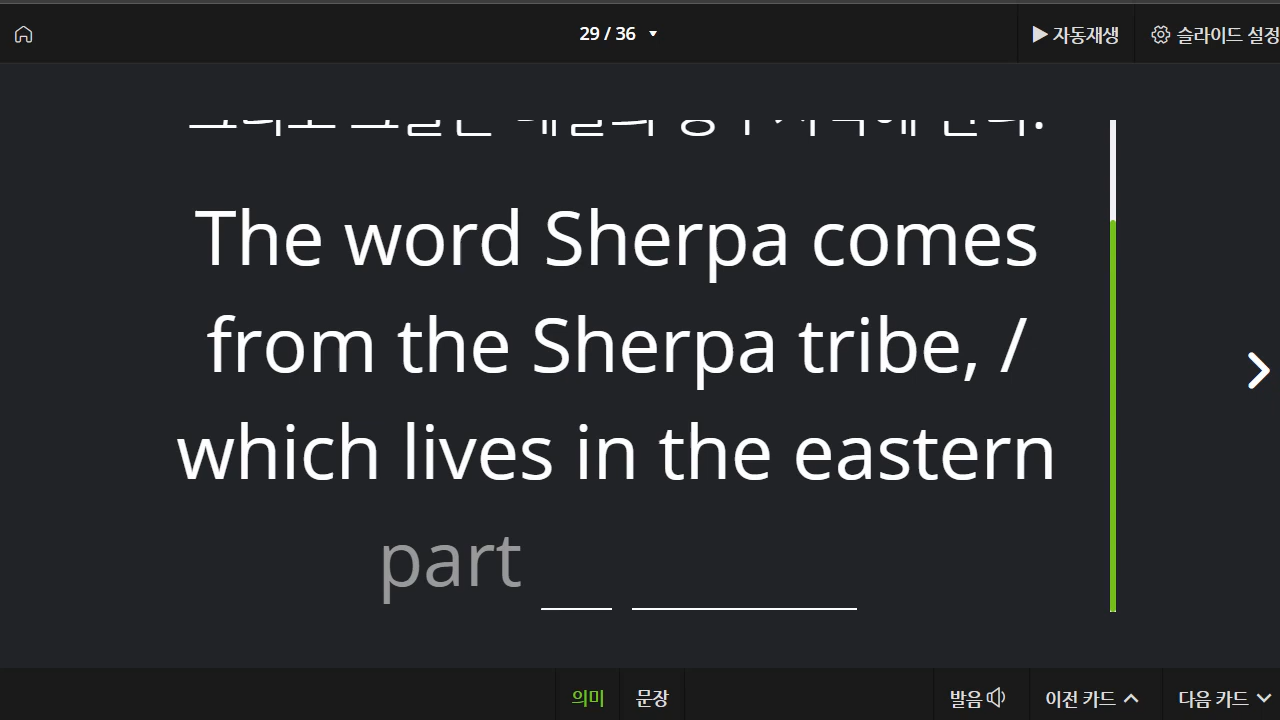 29 / 36
자동재생
슬라이드 설정
The word Sherpa comes
from the Sherpa tribe, /
which lives in the eastern
part
의미
문장
발음
이전 카드
다음 카드